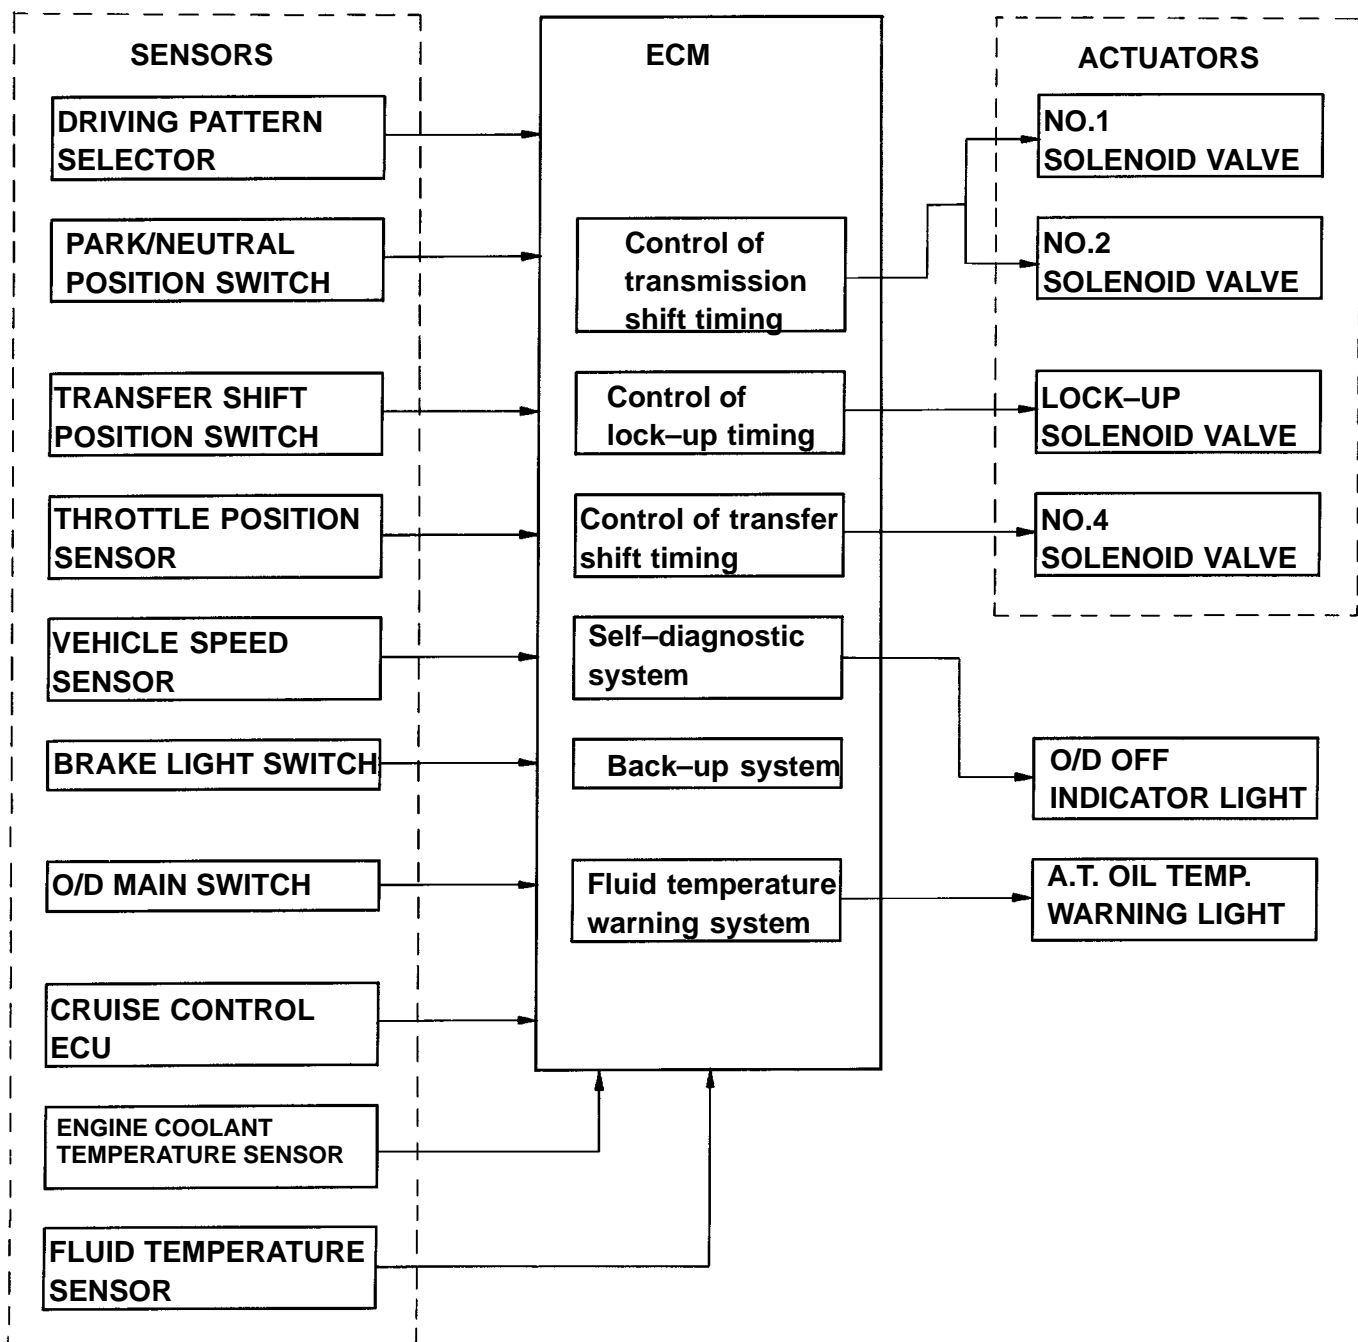 SENSORS
DRIVING PATTERN
SELECTOR
PARK/NEUTRAL
POSITION SWITCH
TRANSFER SHIFT
POSITION SWITCH
THROTTLE POSITION
SENSOR
VEHICLE SPEED
SENSOR
BRAKE LIGHT SWITCH
O/D MAIN SWITCH
CRUISE CONTROL
ECU
ENGINE COOLANT
TEMPERATURE SENSOR
FLUID TEMPERATURE
SENSOR
ECM
Control of
transmission
shift timing
Control of
lock–up timing
Control of transfer
shift timing
Self–diagnostic
system
Back–up system
Fluid temperature
warning system
ACTUATORS
NO.1
SOLENOID VALVE
NO.2
SOLENOID VALVE
LOCK–UP
SOLENOID VALVE
NO.4
SOLENOID VALVE
O/D OFF
INDICATOR LIGHT
A.T. OIL TEMP.
WARNING LIGHT